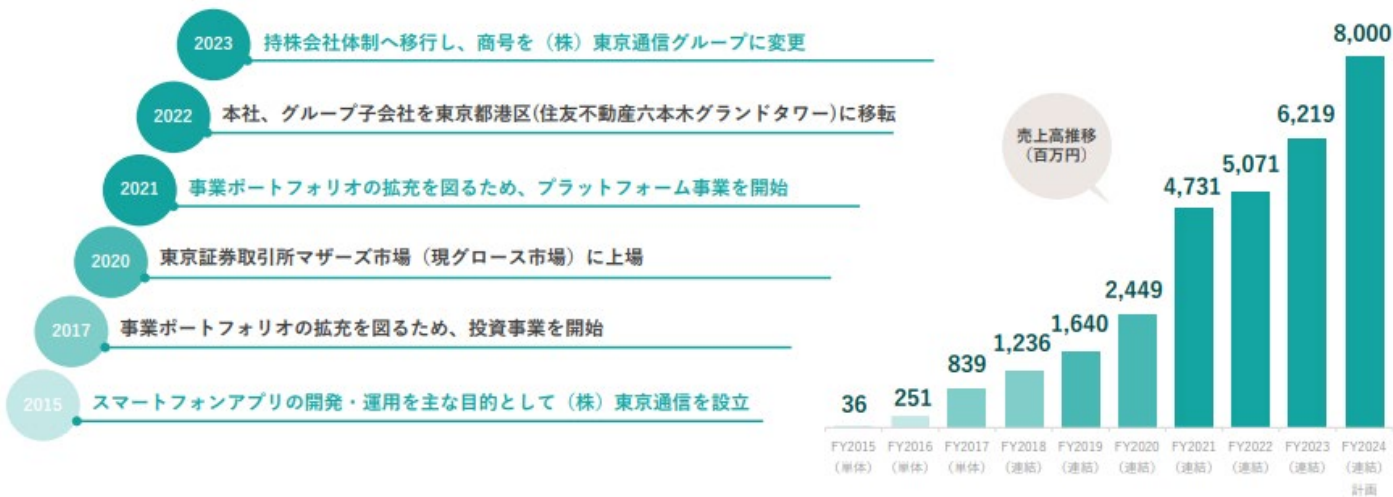 2023
持株会社体制へ移行し、商号を（株）東京通信グループに変更
2022
本社、グループ子会社を東京都港区(住友不動産六本木グランドタワー)に移転
2021
事業ポートフォリオの拡充を図るため、プラットフォーム事業を開始
2020
東京証券取引所マザーズ市場（現グロース市場）に上場
2017
事業ポートフォリオの拡充を図るため、投資事業を開始
2015
スマートフォンアプリの開発・運用を主な目的として（株）東京通信を設立
売上高推移
（百万円）
36
251
839
1,236
1,640
2,449
4,731
5,071
6,219
8,000
FY2015
（単体）
FY2016
（単体）
FY2017
（単体）
FY2018
（連結）
FY2019
（連結）
FY2020
（連結）
FY2021
（連結）
FY2022
（連結）
FY2023
（連結）
FY2024
（連結）
計画